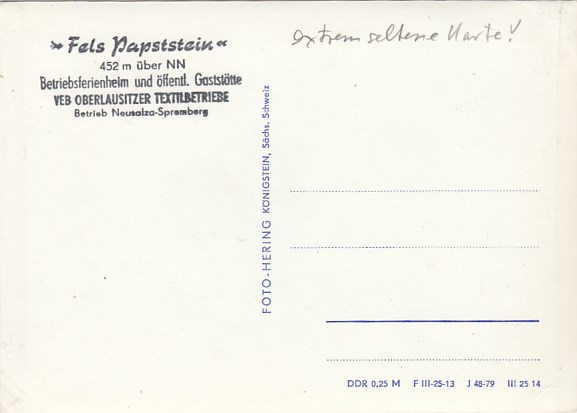 »Fels Papststein«
452 m über NN
Betriebsferienheim und öffentl. Gaststätte
VEB OBERLAUSITZER TEXTILBETRIEBE
Betrieb Neusalza-Spremberg
extrem seltene Karte!
FOTO-HERING KÖNIGSTEIN, Sächs. Schweiz
DDR 0,25 M F III-25-13 J 48-79 III 25 14